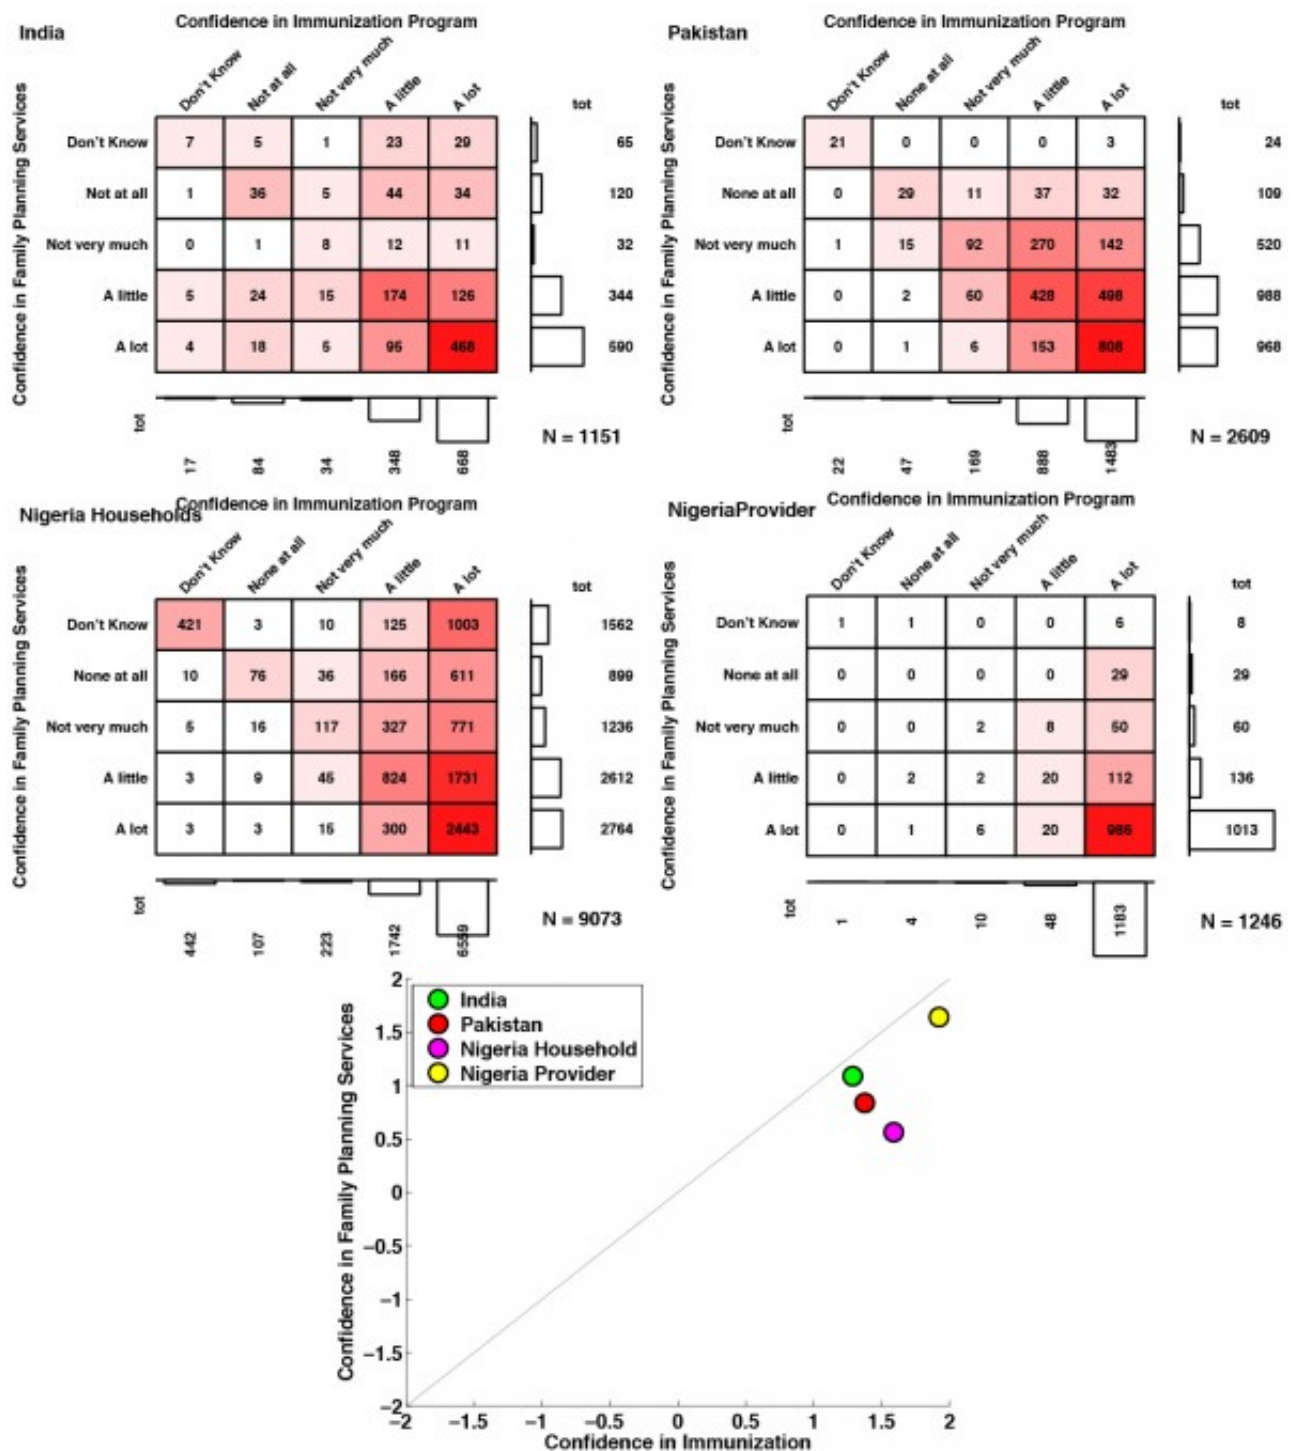 India
Confidence in Immunization Program
Don't Know
Not at all
Not very much
A little
A lot
tot
Confidence in Family Planning Services
Don't Know 7 5 1 23 29 65
Not at all 1 36 5 44 34 120
Not very much 0 1 8 12 11 32
A little 5 24 15 174 126 344
A lot 4 18 5 95 468 590
tot
17 84 34 348 668
N = 1151
Pakistan
Confidence in Immunization Program
Don't Know
None at all
Not very much
A little
A lot
tot
Confidence in Family Planning Services
Don't Know 21 0 0 0 3 24
None at all 0 29 11 37 32 109
Not very much 1 15 92 270 142 520
A little 0 2 60 428 498 988
A lot 0 1 6 153 808 968
tot
22 47 169 888 1483
N = 2609
Nigeria Households
Confidence in Immunization Program
Don't Know
None at all
Not very much
A little
A lot
tot
Confidence in Family Planning Services
Don't Know 421 3 10 125 1003 1562
None at all 10 76 36 166 611 899
Not very much 5 16 117 327 771 1236
A little 3 9 45 824 1731 2612
A lot 3 3 15 300 2443 2764
tot
442 107 223 1742 6559
N = 9073
NigeriaProvider
Confidence in Immunization Program
Don't Know
None at all
Not very much
A little
A lot
tot
Confidence in Family Planning Services
Don't Know 1 1 0 0 6 8
None at all 0 0 0 0 29 29
Not very much 0 0 2 8 50 60
A little 0 2 2 20 112 136
A lot 0 1 6 20 986 1013
tot
1 4 10 48 1183
N = 1246
Confidence in Family Planning Services
2
1.5
1
0.5
0
−0.5
−1
−1.5
−2
India
Pakistan
Nigeria Household
Nigeria Provider
−2 −1.5 −1 −0.5 0 0.5 1 1.5 2
Confidence in Immunization